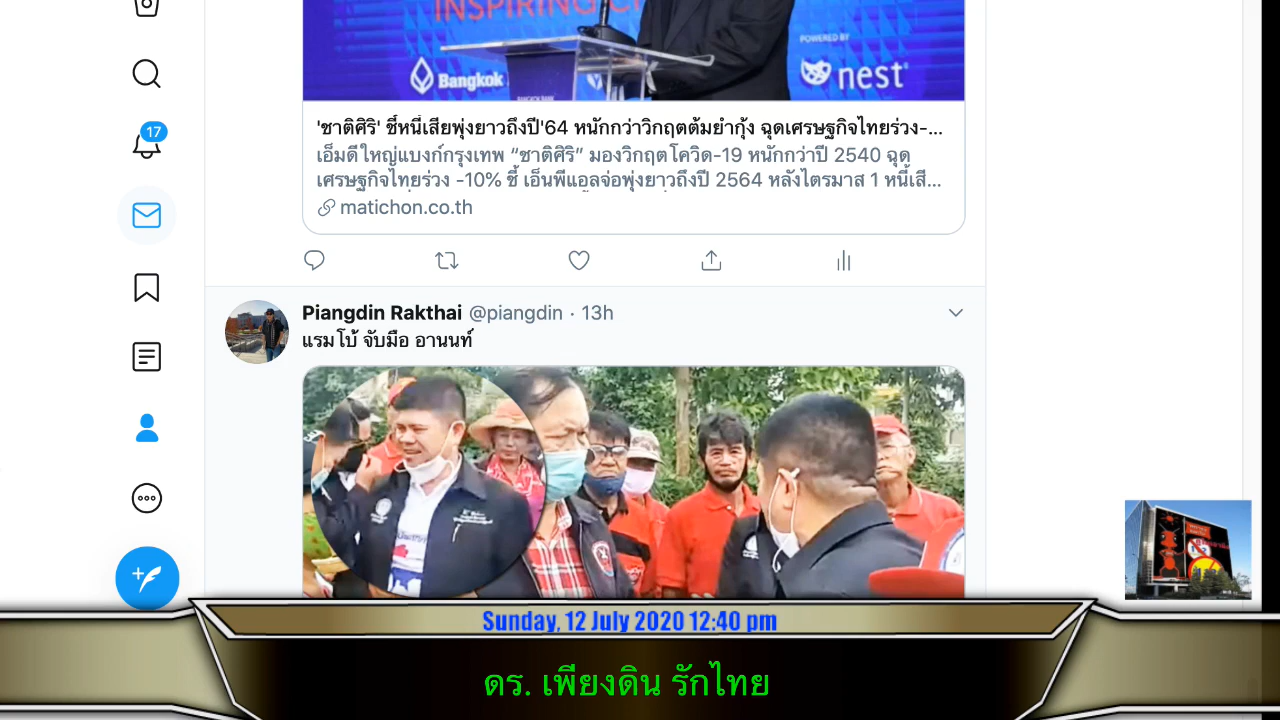 INSPIRING
POWERED BY
Bangkok
nest
BANGKOK BANK
17
'ชาติศิริ' ชี้หนี้เสียพุ่งยาวถึงปี'64 หนักกว่าวิกฤตต้มยำกุ้ง ฉุดเศรษฐกิจไทยร่วง-...
เอ็มดีใหญ่แบงก์กรุงเทพ “ชาติศิริ” มองวิกฤตโควิด-19 หนักกว่าปี 2540 ฉุด
เศรษฐกิจไทยร่วง -10% ชี้ เอ็นพีแอลจ่อพุ่งยาวถึงปี 2564 หลังไตรมาส 1 หนี้เสี...
matichon.co.th
Piangdin Rakthai @piangdin · 13h
แรมโบ้ จับมือ อานนท์
Sunday, 12 July 2020 12:40 pm
ดร. เพียงดิน รักไทย